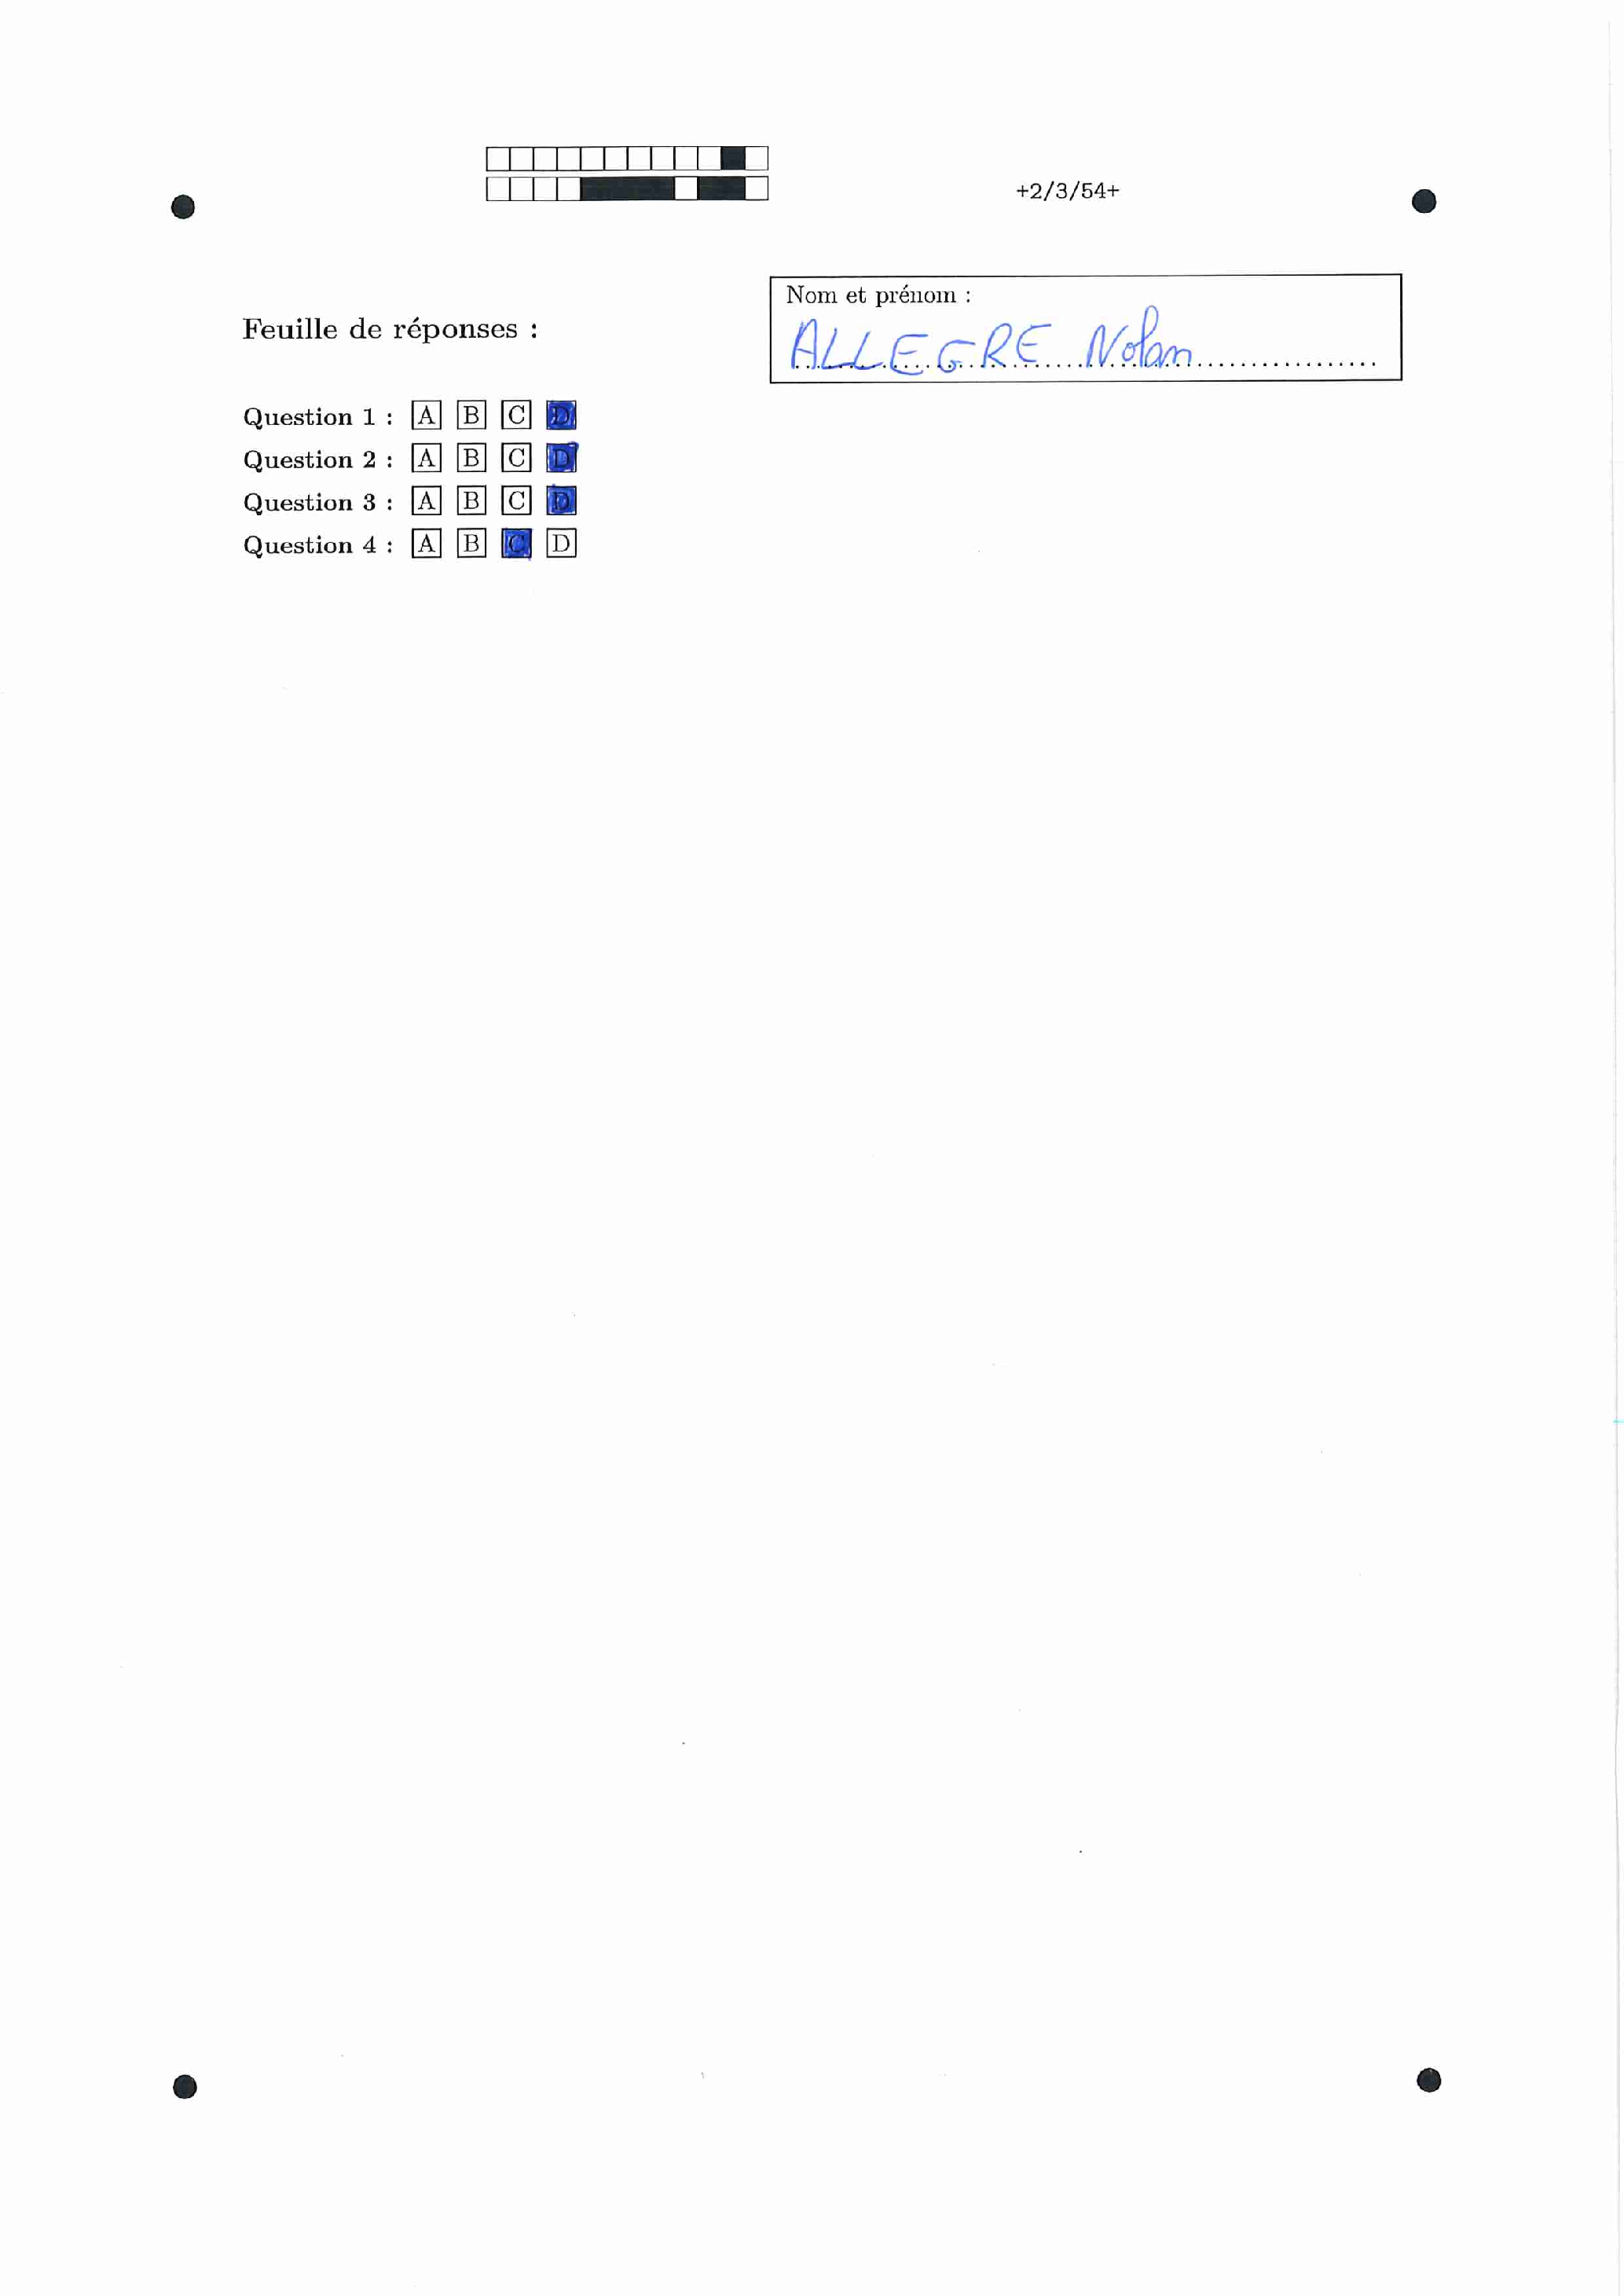 +2/3/54+
Nom et prénom :
ALLEGRE Nolan
Feuille de réponses :
Question 1 : A B C D
Question 2 : A B C D
Question 3 : A B C D
Question 4 : A B C D